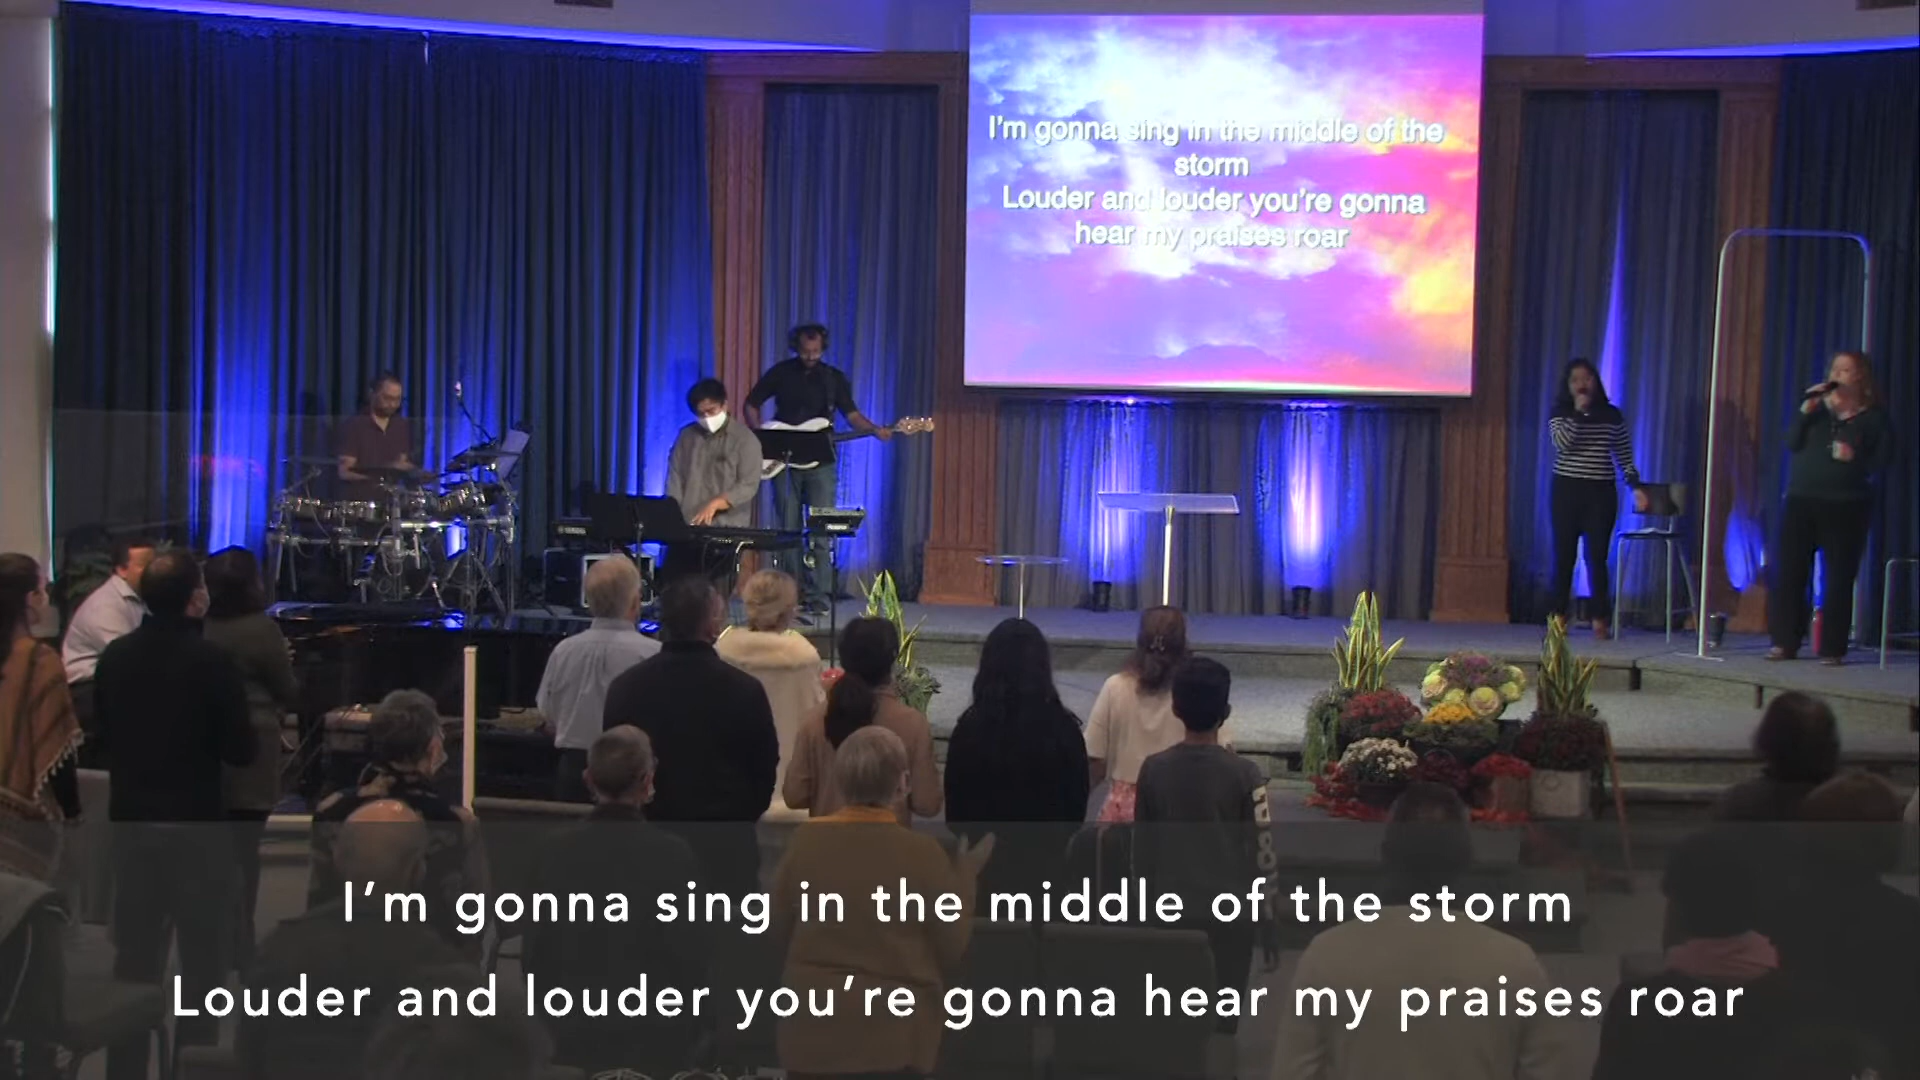 I'm gonna sing in the middle of the
storm
Louder and louder you're gonna
hear my praises roar
I'm gonna sing in the middle of the storm
Louder and louder you're gonna hear my praises roar